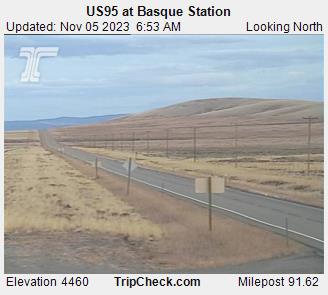 US95 at Basque Station
Updated: Nov 05 2023 6:53 AM Looking North
Elevation 4460 TripCheck.com Milepost 91.62